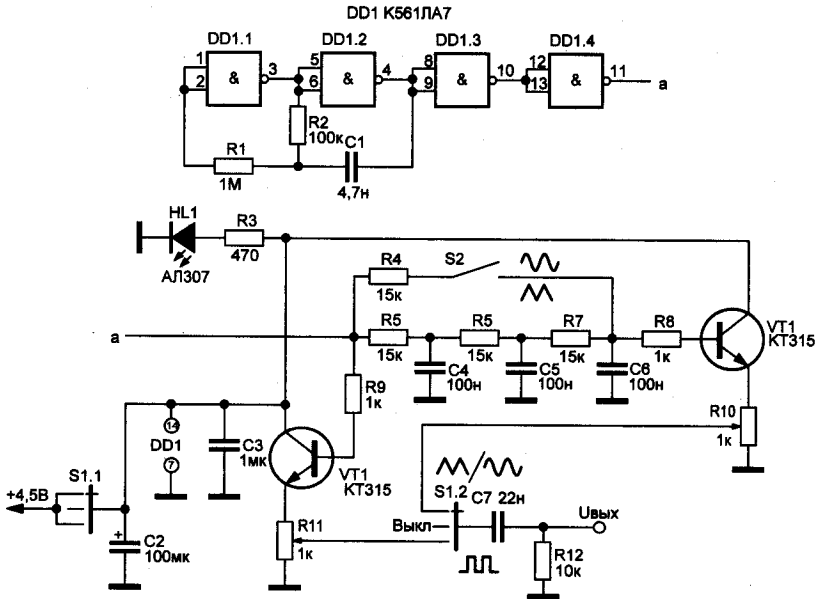 DD1 К561ЛА7
DD1.1
DD1.2
DD1.3
DD1.4
1
2
&
3
5
6
&
4
8
9
&
10
12
13
&
11
a
R2
100к
R1
1М
C1
4,7н
HL1
АЛ307
R3
470
R4
15к
S2
a
R5
15к
R5
15к
R7
15к
R8
1к
VT1
КТ315
C4
100н
C5
100н
C6
100н
R9
1к
R10
1к
14
DD1
7
C3
1мк
VT1
КТ315
S1.1
+4,5В
+
C2
100мк
R11
1к
Выкл
S1.2
C7 22н
Uвых
R12
10к